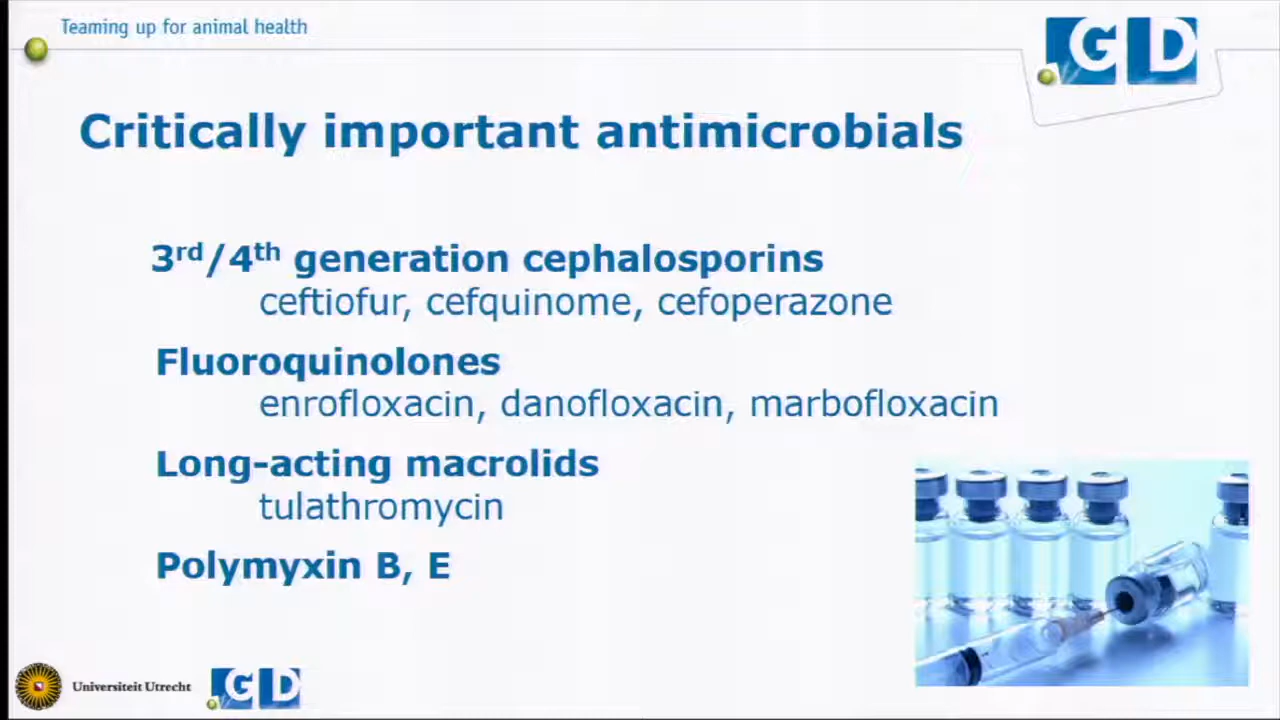 Teaming up for animal health
GD
Critically important antimicrobials
3rd/4th generation cephalosporins
ceftiofur, cefquinome, cefoperazone
Fluoroquinolones
enrofloxacin, danofloxacin, marbofloxacin
Long-acting macrolids
tulathromycin
Polymyxin B, E
Universiteit Utrecht
GD